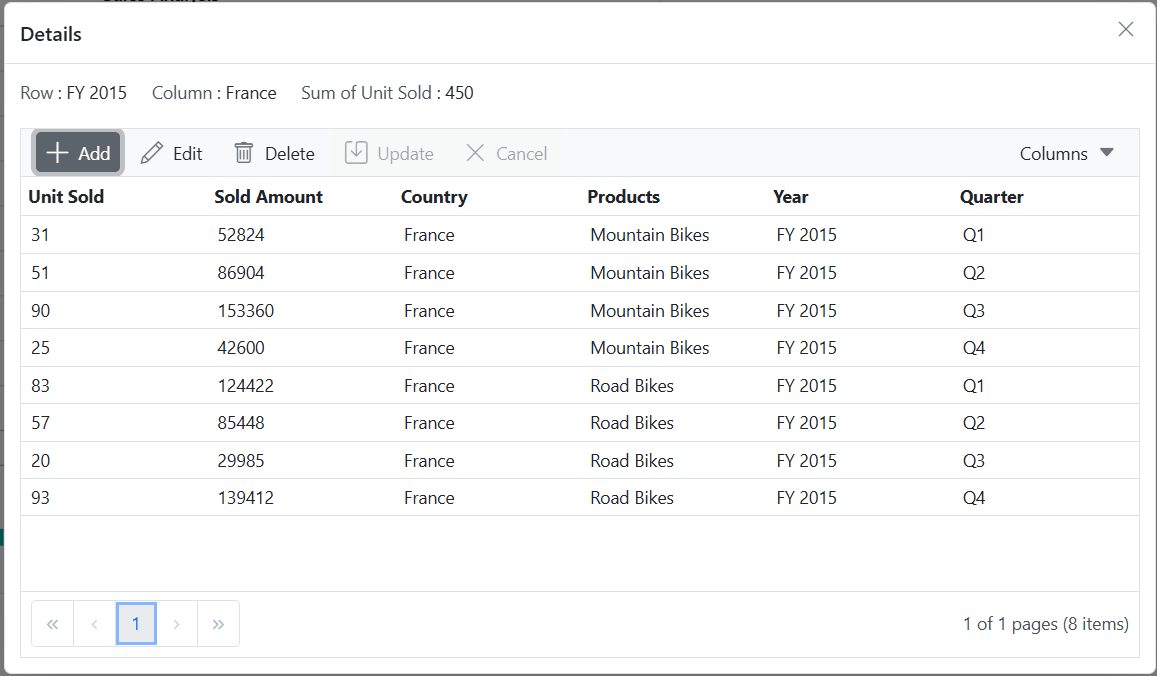 Details
Row : FY 2015 Column : France Sum of Unit Sold : 450
Add Edit Delete Update Cancel Columns
Unit Sold Sold Amount Country Products Year Quarter
31 52824 France Mountain Bikes FY 2015 Q1
51 86904 France Mountain Bikes FY 2015 Q2
90 153360 France Mountain Bikes FY 2015 Q3
25 42600 France Mountain Bikes FY 2015 Q4
83 124422 France Road Bikes FY 2015 Q1
57 85448 France Road Bikes FY 2015 Q2
20 29985 France Road Bikes FY 2015 Q3
93 139412 France Road Bikes FY 2015 Q4
« ‹ 1 › » 1 of 1 pages (8 items)